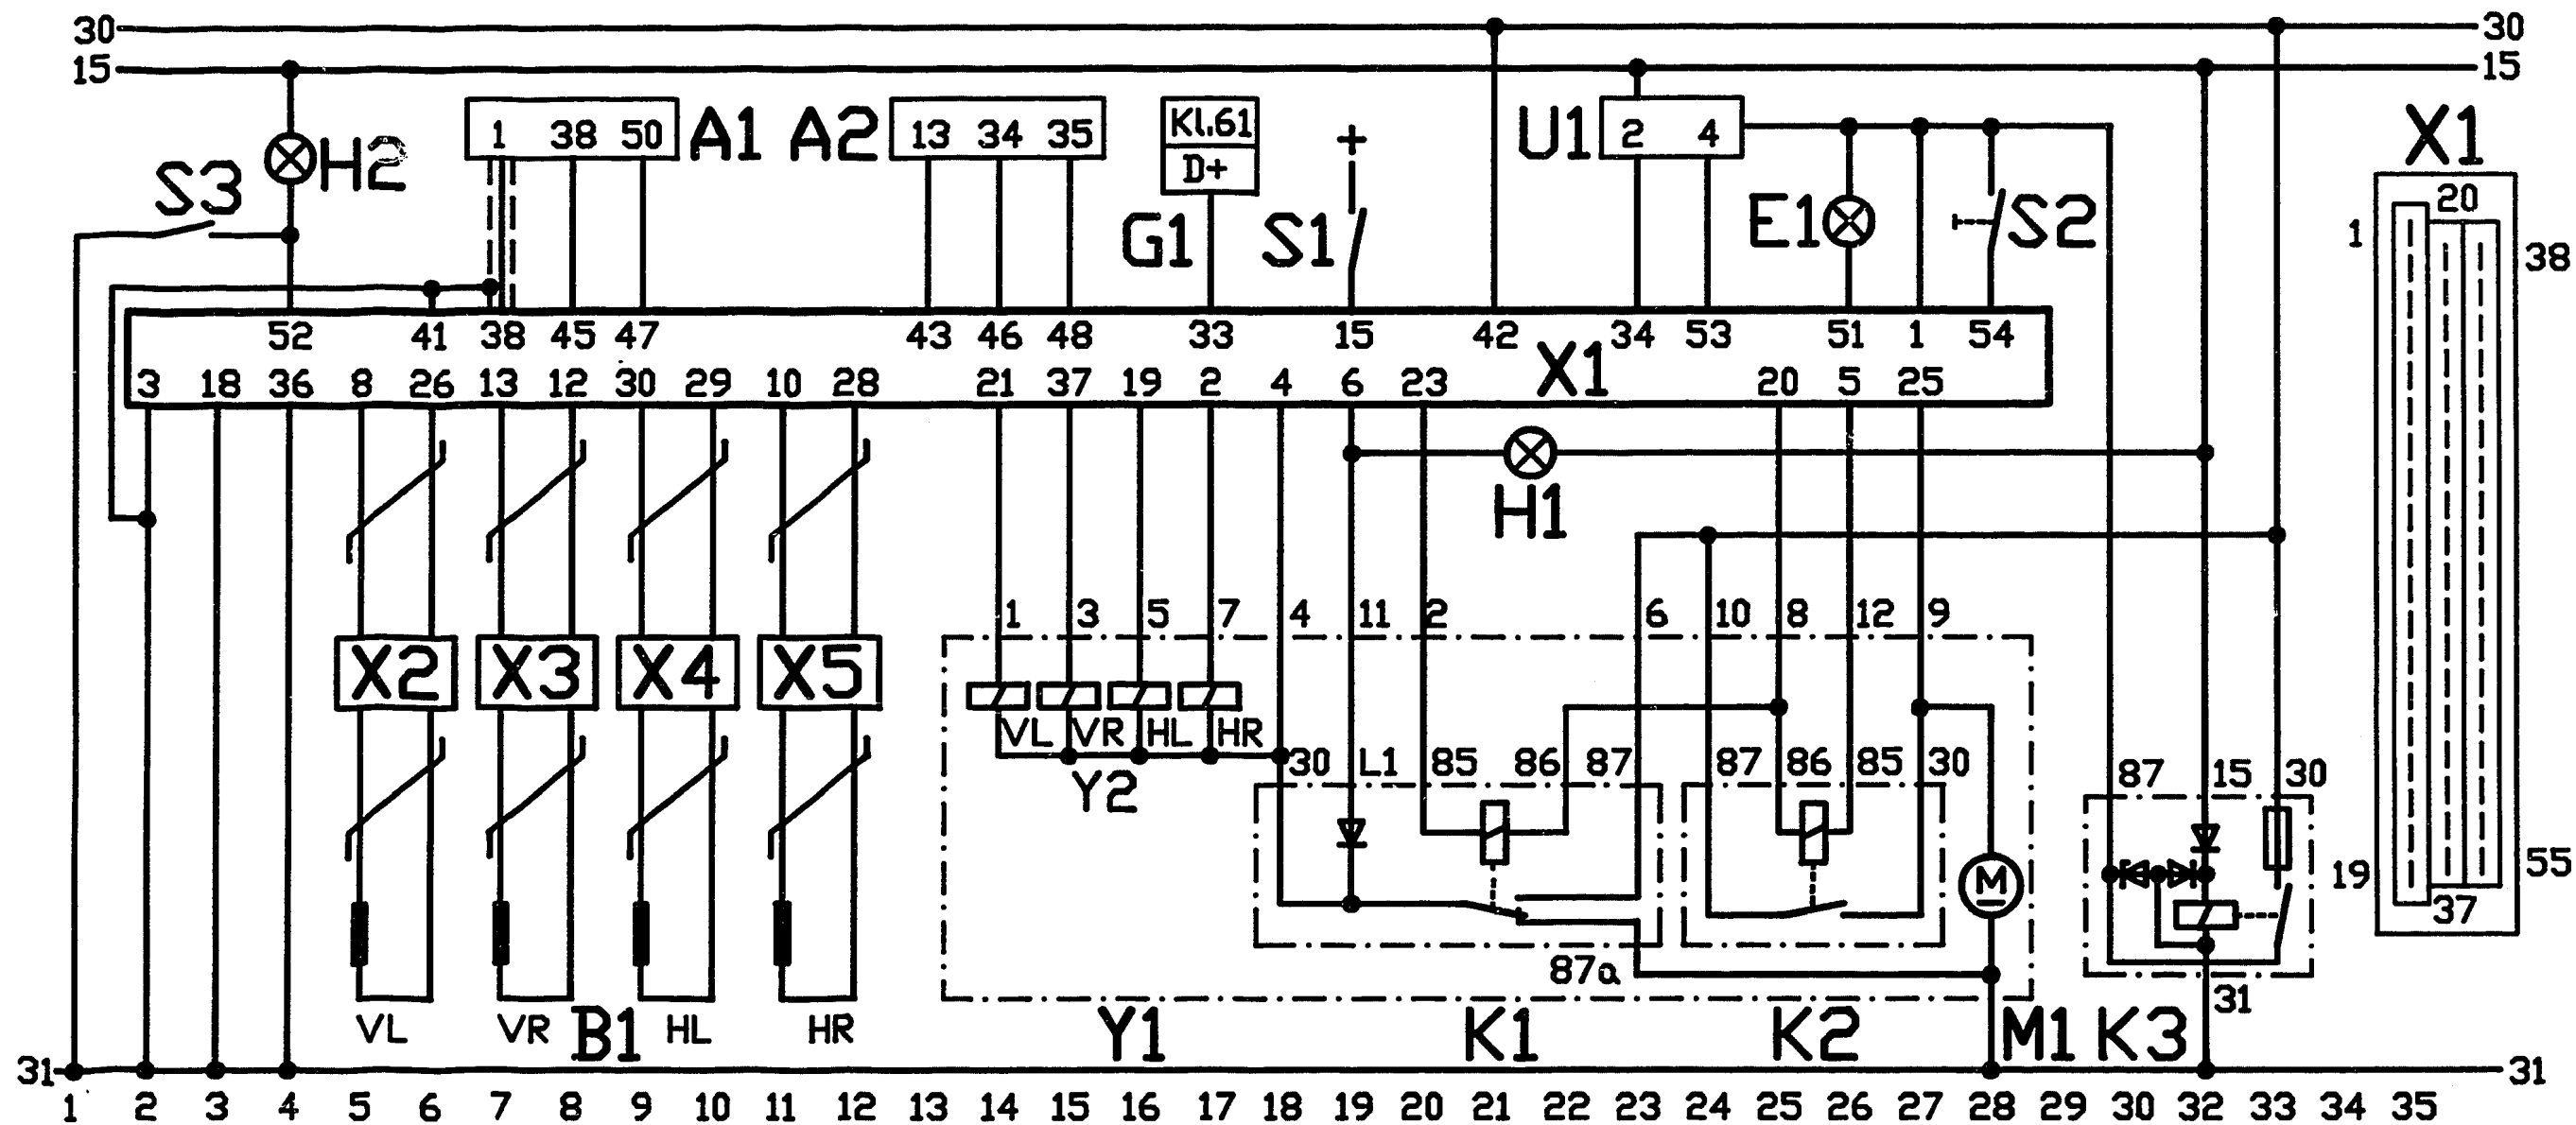 30 30
15 15
1 38 50 A1 A2 13 34 35 Kl.61 + U1 2 4 X1
D+
H2
S3 20
G1 S1 E1 S2 1 38
52 41 38 45 47 43 46 48 33 15 42 34 53 51 1 54
X1
3 18 36 8 26 13 12 30 29 10 28 21 37 19 2 4 6 23 20 5 25
H1
1 3 5 7 4 11 2 6 10 8 12 9
X2 X3 X4 X5
VL VR HL HR
30 L1 85 86 87 87 86 85 30 87 15 30
Y2
M 19 55
37
87a
31
VL VR B1 HL HR Y1 K1 K2 M1 K3
31 31
1 2 3 4 5 6 7 8 9 10 11 12 13 14 15 16 17 18 19 20 21 22 23 24 25 26 27 28 29 30 32 33 34 35